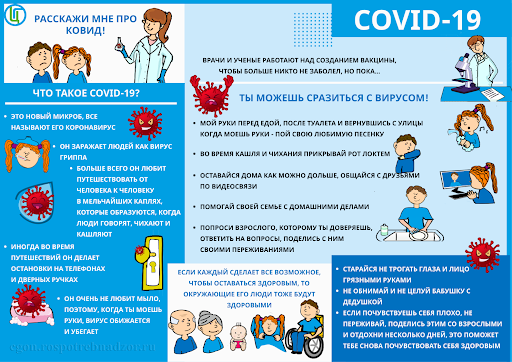 РАССКАЖИ МНЕ ПРО
КОВИД!
COVID-19
ВРАЧИ И УЧЕНЫЕ РАБОТАЮТ НАД СОЗДАНИЕМ ВАКЦИНЫ,
ЧТОБЫ БОЛЬШЕ НИКТО НЕ ЗАБОЛЕЛ, НО ПОКА...
ЧТО ТАКОЕ COVID-19?
ЭТО НОВЫЙ МИКРОБ, ВСЕ
НАЗЫВАЮТ ЕГО КОРОНАВИРУС
ОН ЗАРАЖАЕТ ЛЮДЕЙ КАК ВИРУС
ГРИППА
БОЛЬШЕ ВСЕГО ОН ЛЮБИТ
ПУТЕШЕСТВОВАТЬ ОТ
ЧЕЛОВЕКА К ЧЕЛОВЕКУ
В МЕЛЬЧАЙШИХ КАПЛЯХ,
КОТОРЫЕ ОБРАЗУЮТСЯ, КОГДА
ЛЮДИ ГОВОРЯТ, ЧИХАЮТ И
КАШЛЯЮТ
ИНОГДА ВО ВРЕМЯ
ПУТЕШЕСТВИЙ ОН ДЕЛАЕТ
ОСТАНОВКИ НА ТЕЛЕФОНАХ
И ДВЕРНЫХ РУЧКАХ
ОН ОЧЕНЬ НЕ ЛЮБИТ МЫЛО,
ПОЭТОМУ, КОГДА ТЫ МОЕШЬ
РУКИ, ВИРУС ОБИЖАЕТСЯ
И УБЕГАЕТ
ТЫ МОЖЕШЬ СРАЗИТЬСЯ С ВИРУСОМ!
МОЙ РУКИ ПЕРЕД ЕДОЙ, ПОСЛЕ ТУАЛЕТА И ВЕРНУВШИСЬ С УЛИЦЫ
КОГДА МОЕШЬ РУКИ - ПОЙ СВОЮ ЛЮБИМУЮ ПЕСЕНКУ
ВО ВРЕМЯ КАШЛЯ И ЧИХАНИЯ ПРИКРЫВАЙ РОТ ЛОКТЕМ
ОСТАВАЙСЯ ДОМА КАК МОЖНО ДОЛЬШЕ, ОБЩАЙСЯ С ДРУЗЬЯМИ
ПО ВИДЕОСВЯЗИ
ПОМОГАЙ СВОЕЙ СЕМЬЕ С ДОМАШНИМИ ДЕЛАМИ
ПОПРОСИ ВЗРОСЛОГО, КОТОРОМУ ТЫ ДОВЕРЯЕШЬ,
ОТВЕТИТЬ НА ВОПРОСЫ, ПОДЕЛИСЬ С НИМ
СВОИМИ ПЕРЕЖИВАНИЯМИ
ЕСЛИ КАЖДЫЙ СДЕЛАЕТ ВСЕ ВОЗМОЖНОЕ,
ЧТОБЫ ОСТАВАТЬСЯ ЗДОРОВЫМ, ТО
ОКРУЖАЮЩИЕ ЕГО ЛЮДИ ТОЖЕ БУДУТ
ЗДОРОВЫМИ
СТАРАЙСЯ НЕ ТРОГАТЬ ГЛАЗА И ЛИЦО
ГРЯЗНЫМИ РУКАМИ
НЕ ОБНИМАЙ И НЕ ЦЕЛУЙ БАБУШКУ С
ДЕДУШКОЙ
ЕСЛИ ПОЧУВСТВУЕШЬ СЕБЯ ПЛОХО, НЕ
ПЕРЕЖИВАЙ, ПОДЕЛИСЬ ЭТИМ СО ВЗРОСЛЫМИ
И ОТДОХНИ НЕСКОЛЬКО ДНЕЙ, ЭТО ПОМОЖЕТ
ТЕБЕ СНОВА ПОЧУВСТВОВАТЬ СЕБЯ ЗДОРОВЫМ